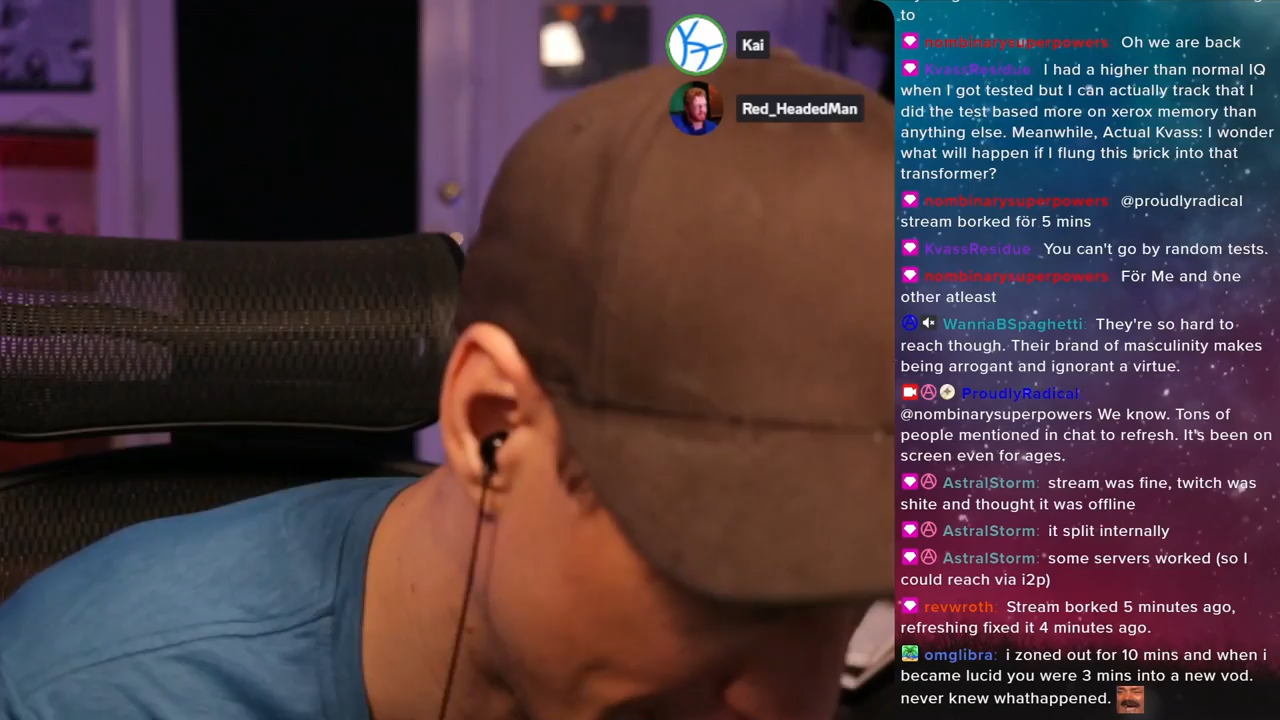 to
nombinarysuperpowers Oh we are back
KvassResidue I had a higher than normal IQ
when I got tested but I can actually track that I
did the test based more on xerox memory than
anything else. Meanwhile, Actual Kvass: I wonder
what will happen if I flung this brick into that
transformer?
nombinarysuperpowers @proudlyradical
stream borked för 5 mins
KvassResidue You can't go by random tests.
nombinarysuperpowers För Me and one
other atleast
WannaBSpaghetti: They're so hard to
reach though. Their brand of masculinity makes
being arrogant and ignorant a virtue.
ProudlyRadical
@nombinarysuperpowers We know. Tons of
people mentioned in chat to refresh. It's been on
screen even for ages.
AstralStorm: stream was fine, twitch was
shite and thought it was offline
AstralStorm: it split internally
AstralStorm: some servers worked (so I
could reach via i2p)
revwroth: Stream borked 5 minutes ago,
refreshing fixed it 4 minutes ago.
omglibra: i zoned out for 10 mins and when i
became lucid you were 3 mins into a new vod.
never knew whathappened.
Kai
Red_HeadedMan